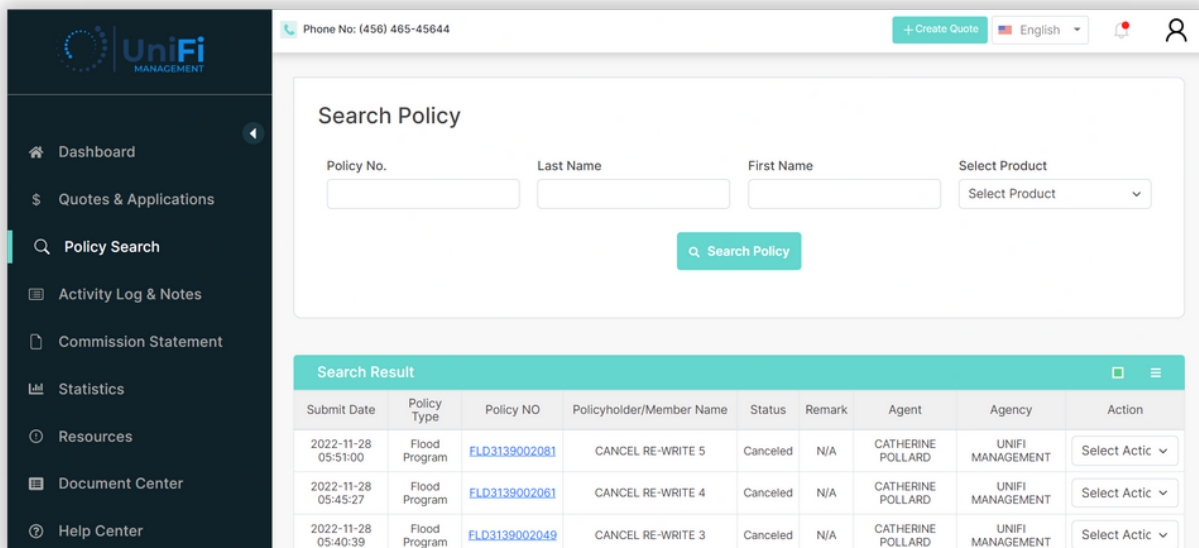 UniFi
MANAGEMENT
Phone No: (456) 465-45644
+ Create Quote
English
Dashboard
Quotes & Applications
Policy Search
Activity Log & Notes
Commission Statement
Statistics
Resources
Document Center
Help Center
Search Policy
Policy No. Last Name First Name Select Product
Select Product
Search Policy
Search Result
Submit Date Policy Type Policy NO Policyholder/Member Name Status Remark Agent Agency Action
2022-11-28 05:51:00 Flood Program FLD3139002081 CANCEL RE-WRITE 5 Canceled N/A CATHERINE POLLARD UNIFI MANAGEMENT Select Actic
2022-11-28 05:45:27 Flood Program FLD3139002061 CANCEL RE-WRITE 4 Canceled N/A CATHERINE POLLARD UNIFI MANAGEMENT Select Actic
2022-11-28 05:40:39 Flood Program FLD3139002049 CANCEL RE-WRITE 3 Canceled N/A CATHERINE POLLARD UNIFI MANAGEMENT Select Actic